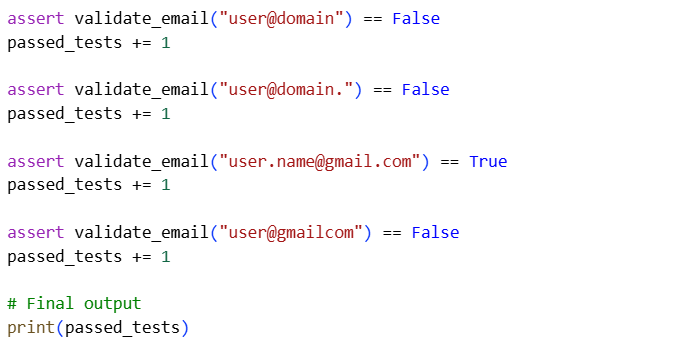 assert validate_email("user@domain") == False
passed_tests += 1
assert validate_email("user@domain.") == False
passed_tests += 1
assert validate_email("user.name@gmail.com") == True
passed_tests += 1
assert validate_email("user@gmailcom") == False
passed_tests += 1
# Final output
print(passed_tests)